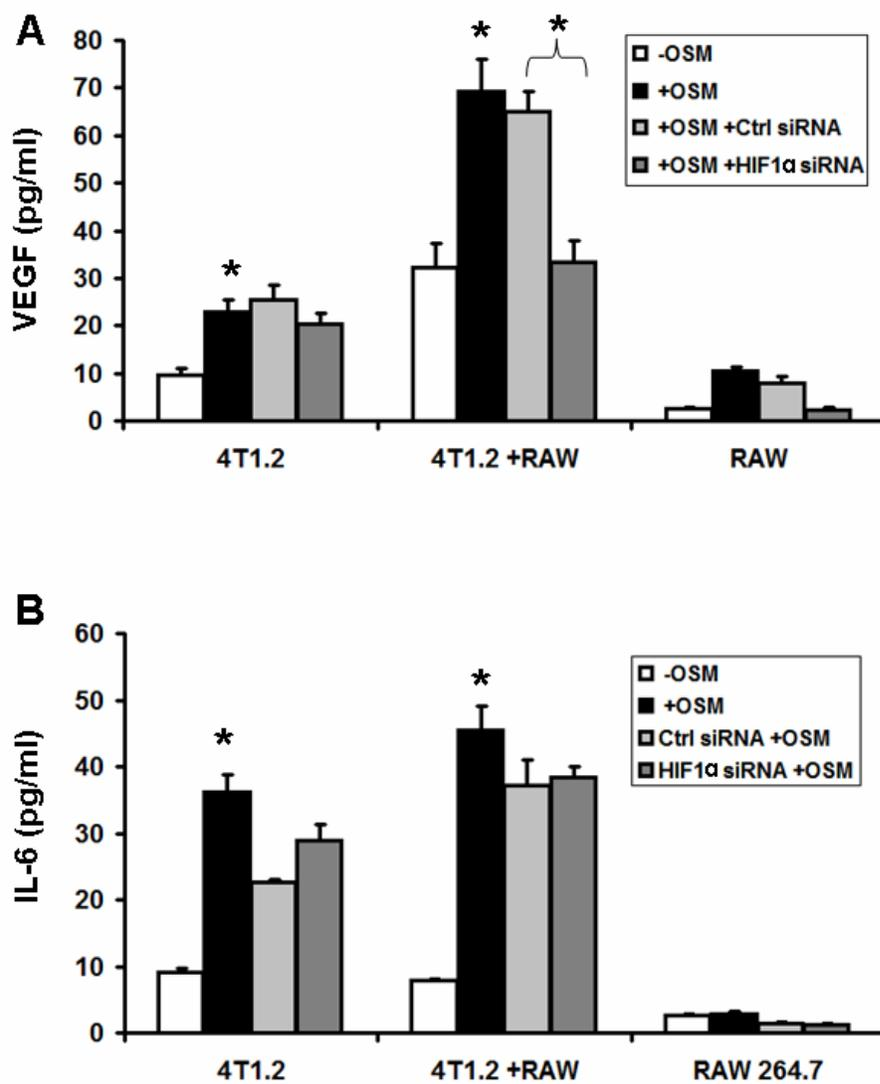 A
VEGF (pg/ml)
80
70
60
50
40
30
20
10
0
*
*
*
-OSM
+OSM
+OSM +Ctrl siRNA
+OSM +HIF1α siRNA
4T1.2
4T1.2 +RAW
RAW
B
IL-6 (pg/ml)
60
50
40
30
20
10
0
*
*
-OSM
+OSM
Ctrl siRNA +OSM
HIF1α siRNA +OSM
4T1.2
4T1.2 +RAW
RAW 264.7